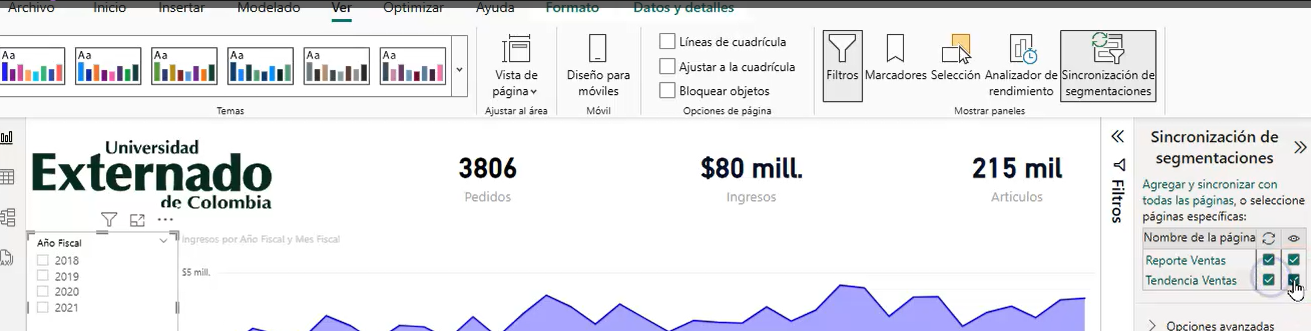 Archivo Inicio Insertar Modelado Ver Optimizar Ayuda Formato Datos y detalles
Aa Aa Aa Aa Aa Aa
Vista de
página
Diseño para
móviles
Líneas de cuadrícula
Ajustar a la cuadrícula
Bloquear objetos
Filtros
Marcadores
Selección
Analizador de
rendimiento
Sincronización de
segmentaciones
Temas
Ajustar al área
Móvil
Opciones de página
Mostrar paneles
Universidad
Externado
de Colombia
3806
Pedidos
$80 mill.
Ingresos
215 mil
Articulos
Año Fiscal
2018
2019
2020
2021
Ingresos por Año Fiscal y Mes Fiscal
$5 mill.
Filtros
Sincronización de
segmentaciones
Agregar y sincronizar con
todas las páginas, o seleccione
páginas específicas:
Nombre de la página
Reporte Ventas
Tendencia Ventas
Opciones avanzadas